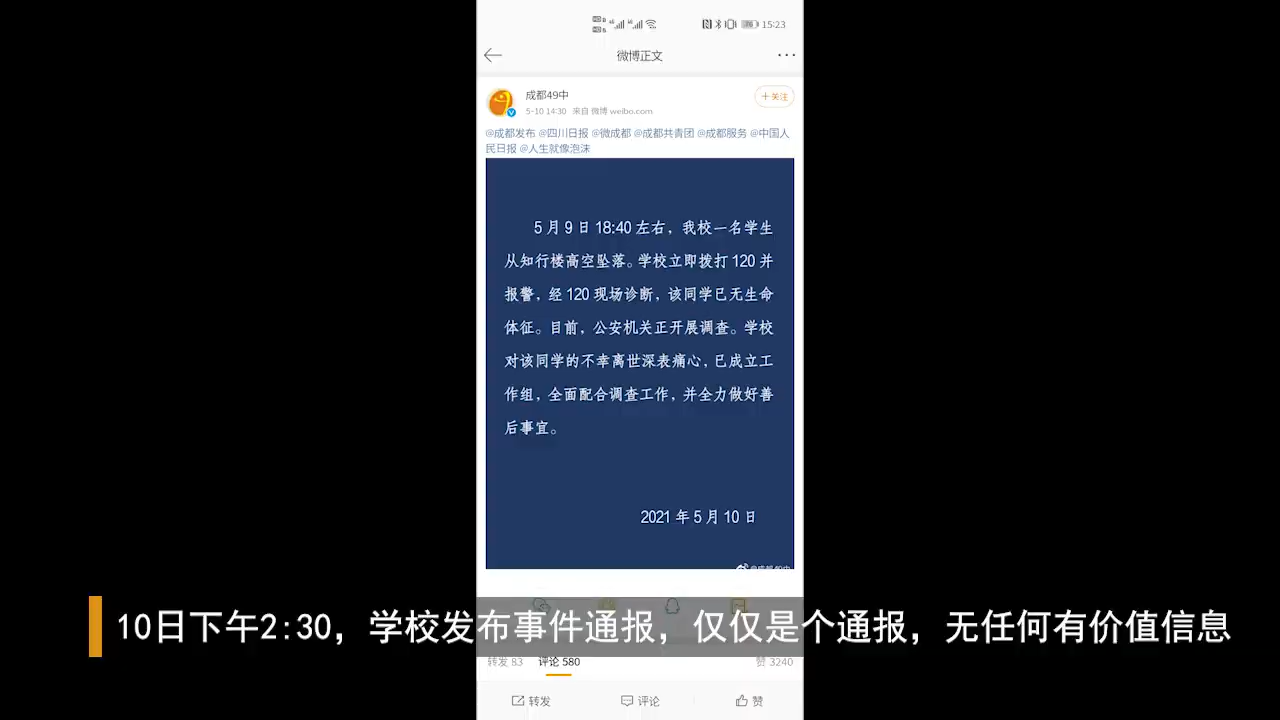 15:23
微博正文
成都49中
+关注
5-10 14:30 来自 微博 weibo.com
@成都发布 @四川日报 @微成都 @成都共青团 @成都服务 @中国人
民日报 @人生就像泡沫
5月9日18:40左右，我校一名学生
从知行楼高空坠落。学校立即拨打120并
报警，经120现场诊断，该同学已无生命
体征。目前，公安机关正开展调查。学校
对该同学的不幸离世深表痛心，已成立工
作组，全面配合调查工作，并全力做好善
后事宜。
2021年5月10日
@成都49中
10日下午2:30，学校发布事件通报，仅仅是个通报，无任何有价值信息
转发 83 评论 580 赞 3240
转发 评论 赞